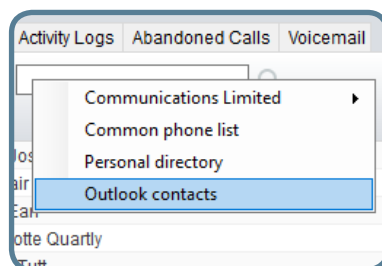 Activity Logs Abandoned Calls Voicemail
Communications Limited
Common phone list
Personal directory
Outlook contacts
otte Quartly